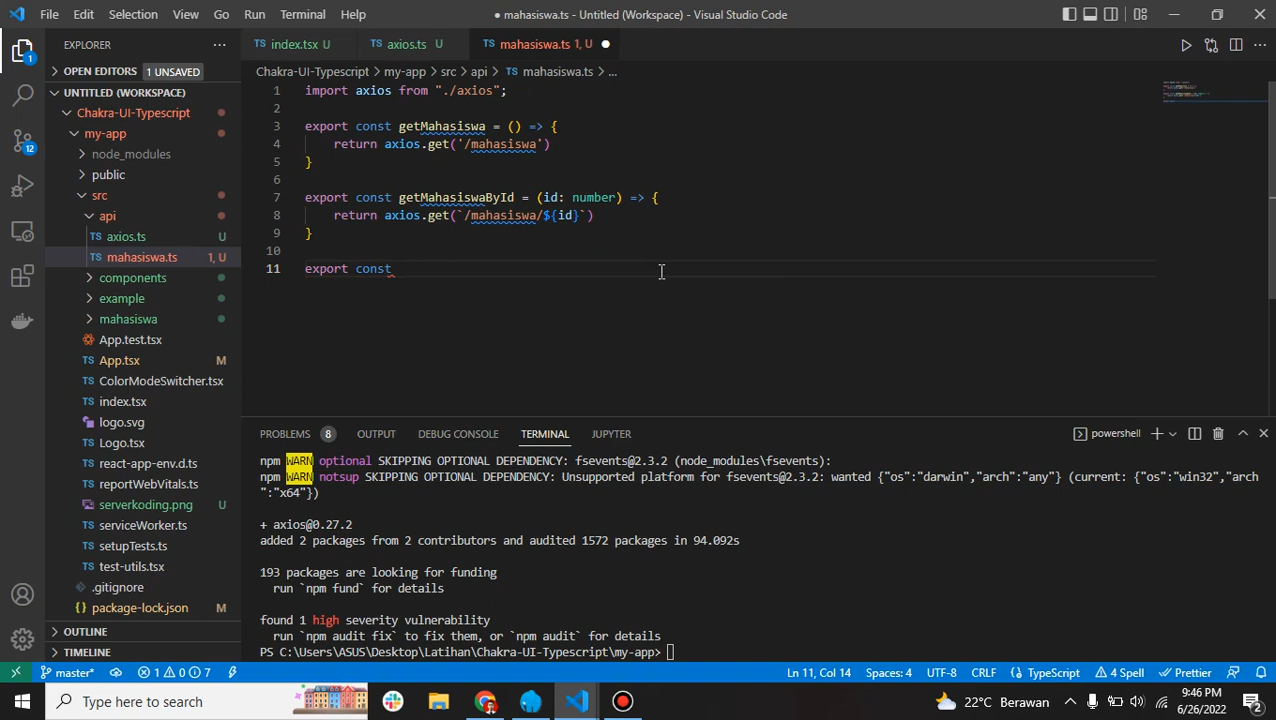 File Edit Selection View Go Run Terminal Help
● mahasiswa.ts - Untitled (Workspace) - Visual Studio Code
EXPLORER
OPEN EDITORS 1 UNSAVED
UNTITLED (WORKSPACE)
Chakra-UI-Typescript
my-app
node_modules
public
src
api
axios.ts U
mahasiswa.ts 1, U
components
example
mahasiswa
App.test.tsx
App.tsx M
ColorModeSwitcher.tsx
index.tsx
logo.svg
Logo.tsx
react-app-env.d.ts
reportWebVitals.ts
serverkoding.png U
serviceWorker.ts
setupTests.ts
test-utils.tsx
.gitignore
package-lock.json M
OUTLINE
TIMELINE
1
12
index.tsx U axios.ts U mahasiswa.ts 1, U ●
Chakra-UI-Typescript > my-app > src > api > TS mahasiswa.ts > ...
1 import axios from "./axios";
2
3 export const getMahasiswa = () => {
4 return axios.get('/mahasiswa')
5 }
6
7 export const getMahasiswaById = (id: number) => {
8 return axios.get(`/mahasiswa/${id}`)
9 }
10
11 export const
PROBLEMS 8 OUTPUT DEBUG CONSOLE TERMINAL JUPYTER
powershell
npm WARN optional SKIPPING OPTIONAL DEPENDENCY: fsevents@2.3.2 (node_modules\fsevents):
npm WARN notsup SKIPPING OPTIONAL DEPENDENCY: Unsupported platform for fsevents@2.3.2: wanted {"os":"darwin","arch":"any"} (current: {"os":"win32","arch
":"x64"})
+ axios@0.27.2
added 2 packages from 2 contributors and audited 1572 packages in 94.092s
193 packages are looking for funding
run `npm fund` for details
found 1 high severity vulnerability
run `npm audit fix` to fix them, or `npm audit` for details
PS C:\Users\ASUS\Desktop\Latihan\Chakra-UI-Typescript\my-app>
master* 1 0 7
Ln 11, Col 14 Spaces: 4 UTF-8 CRLF TypeScript 4 Spell Prettier
Type here to search
22°C Berawan
9:46 PM
6/26/2022
2